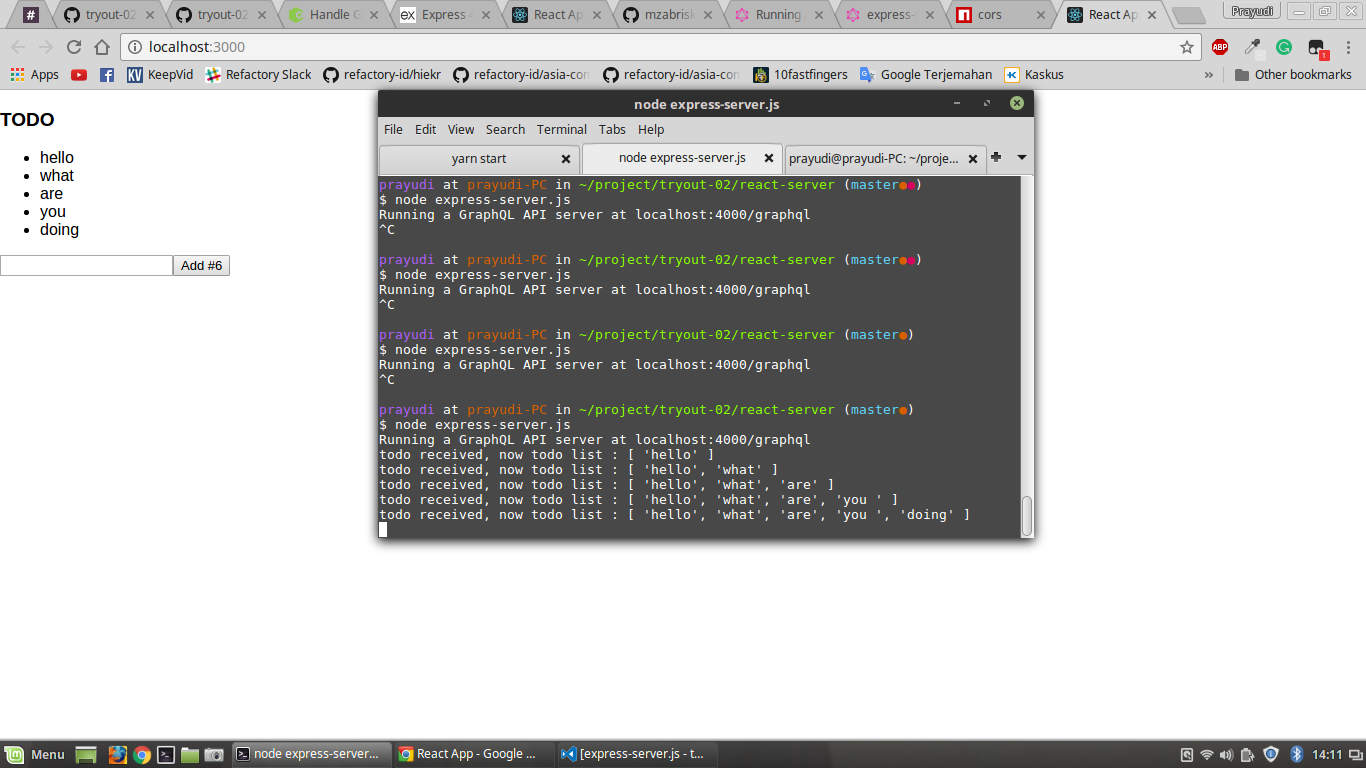 # tryout-02 tryout-02 Handle G Express React Ap mzabrisk Running express- cors React Ap Prayudi
localhost:3000 ABP 1
Apps KV KeepVid Refactory Slack refactory-id/hiekr refactory-id/asia-con refactory-id/asia-con 10fastfingers Google Terjemahan Kaskus » Other bookmarks
TODO
• hello
• what
• are
• you
• doing
Add #6
node express-server.js
File Edit View Search Terminal Tabs Help
yarn start node express-server.js prayudi@prayudi-PC: ~/proje...
prayudi at prayudi-PC in ~/project/tryout-02/react-server (master●●)
$ node express-server.js
Running a GraphQL API server at localhost:4000/graphql
^C
prayudi at prayudi-PC in ~/project/tryout-02/react-server (master●●)
$ node express-server.js
Running a GraphQL API server at localhost:4000/graphql
^C
prayudi at prayudi-PC in ~/project/tryout-02/react-server (master●)
$ node express-server.js
Running a GraphQL API server at localhost:4000/graphql
^C
prayudi at prayudi-PC in ~/project/tryout-02/react-server (master●)
$ node express-server.js
Running a GraphQL API server at localhost:4000/graphql
todo received, now todo list : [ 'hello' ]
todo received, now todo list : [ 'hello', 'what' ]
todo received, now todo list : [ 'hello', 'what', 'are' ]
todo received, now todo list : [ 'hello', 'what', 'are', 'you ' ]
todo received, now todo list : [ 'hello', 'what', 'are', 'you ', 'doing' ]
Menu node express-server... React App - Google ... [express-server.js - t... 14:11